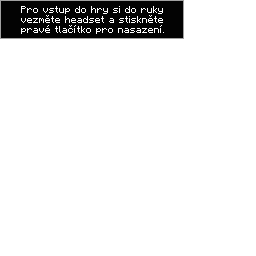 Pro vstup do hry si do ruky
vezměte headset a stiskněte
pravé tlačítko pro nasazení.